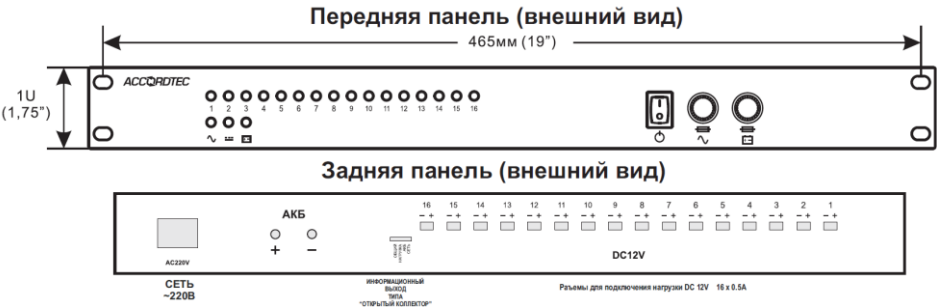 Передняя панель (внешний вид)
465мм (19”)
1U
(1,75”)
ACCORDTEC
1 2 3 4 5 6 7 8 9 10 11 12 13 14 15 16
Задняя панель (внешний вид)
16 15 14 13 12 11 10 9 8 7 6 5 4 3 2 1
- + - + - + - + - + - + - + - + - + - + - + - + - + - + - + - +
АКБ
+ −
AC220V
DC12V
СЕТЬ
~220В
ИНФОРМАЦИОННЫЙ
ВЫХОД
ТИПА
"ОТКРЫТЫЙ КОЛЛЕКТОР"
Разъемы для подключения нагрузки DC 12V 16 x 0.5A